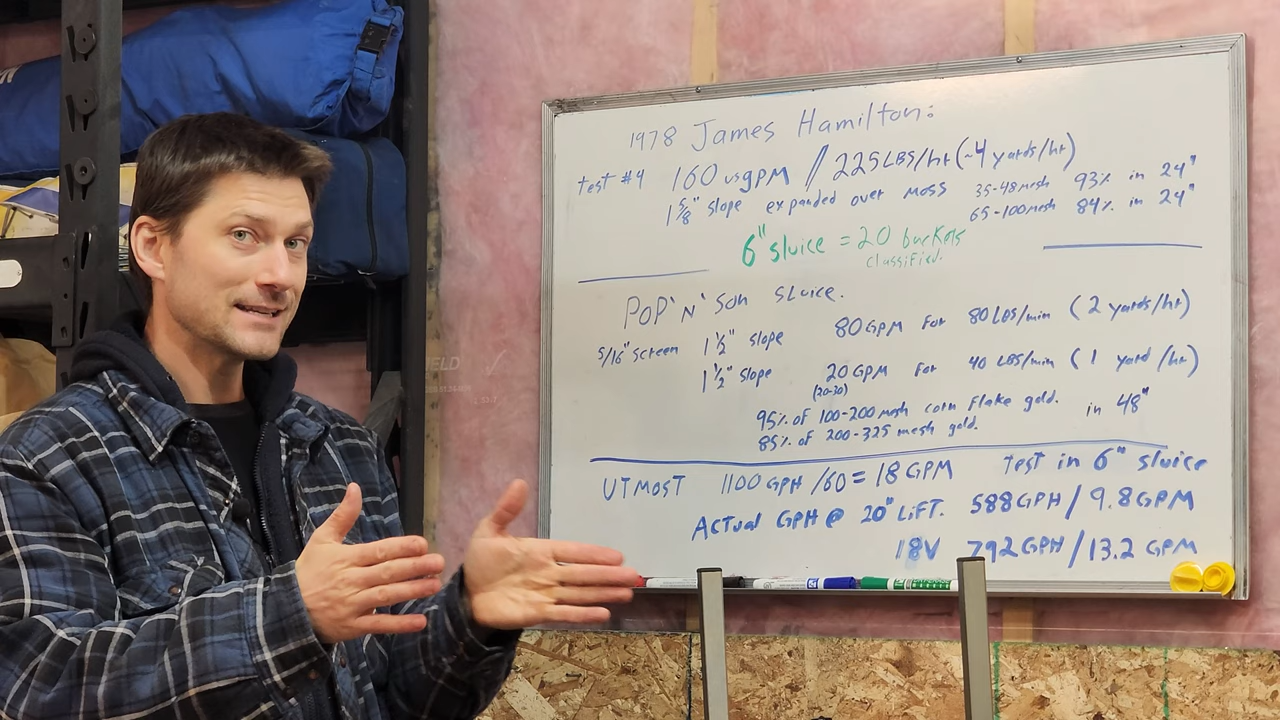 1978 James Hamilton:
test #4 160 usgpm // 225LBS/hr (~4 yards/hr)
1 5/8" slope expanded over Moss 35-48mesh 93% in 24"
65-100mesh 84% in 24"
6" sluice = 20 buckets
classified.
POP 'N' Son Sluice.
5/16" screen 1 1/2" slope 80GPM for 80LBS/min (2 yards/hr)
1 1/2" slope 20GPM for 40 LBS/min (1 yard/hr)
(20-30)
95% of 100-200 mesh corn flake gold. in 48"
85% of 200-325 mesh gold.
UTMOST 1100 GPH /60 = 18 GPM Test in 6" sluice
Actual GPH @ 20" LiFT. 588GPH/9.8GPM
18V 792GPH/13.2 GPM